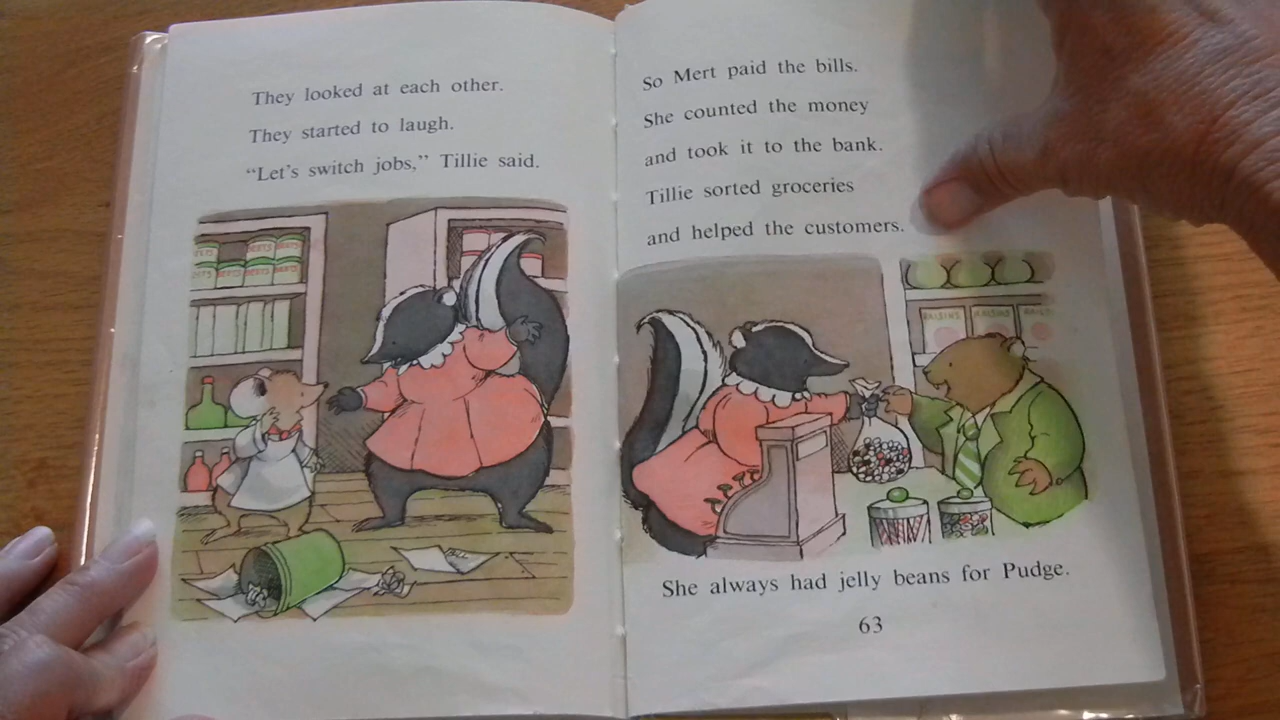 They looked at each other.
They started to laugh.
“Let’s switch jobs,” Tillie said.
So Mert paid the bills.
She counted the money
and took it to the bank.
Tillie sorted groceries
and helped the customers.
RAISINS RAISINS
She always had jelly beans for Pudge.
63